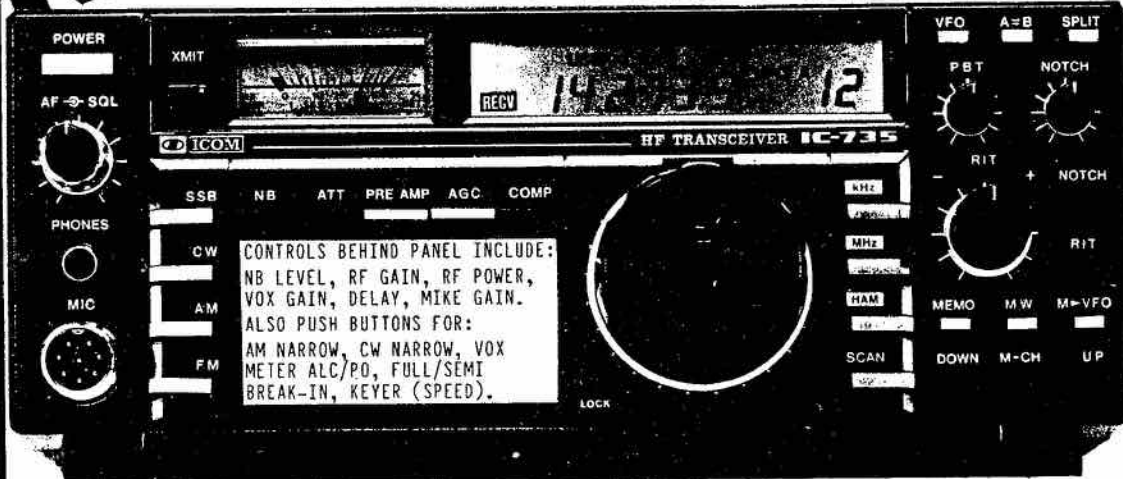 POWER
AF SQL
PHONES
MIC
XMIT
RECV 14 12
ICOM HF TRANSCEIVER IC-735
SSB
CW
AM
FM
NB ATT PRE AMP AGC COMP
CONTROLS BEHIND PANEL INCLUDE:
NB LEVEL, RF GAIN, RF POWER,
VOX GAIN, DELAY, MIKE GAIN.
ALSO PUSH BUTTONS FOR:
AM NARROW, CW NARROW, VOX
METER ALC/PO, FULL/SEMI
BREAK-IN, KEYER (SPEED).
LOCK
kHz
MHz
HAM
SCAN
VFO A=B SPLIT
PBT NOTCH
RIT
- + NOTCH
RIT
MEMO MW M►VFO
DOWN M-CH UP